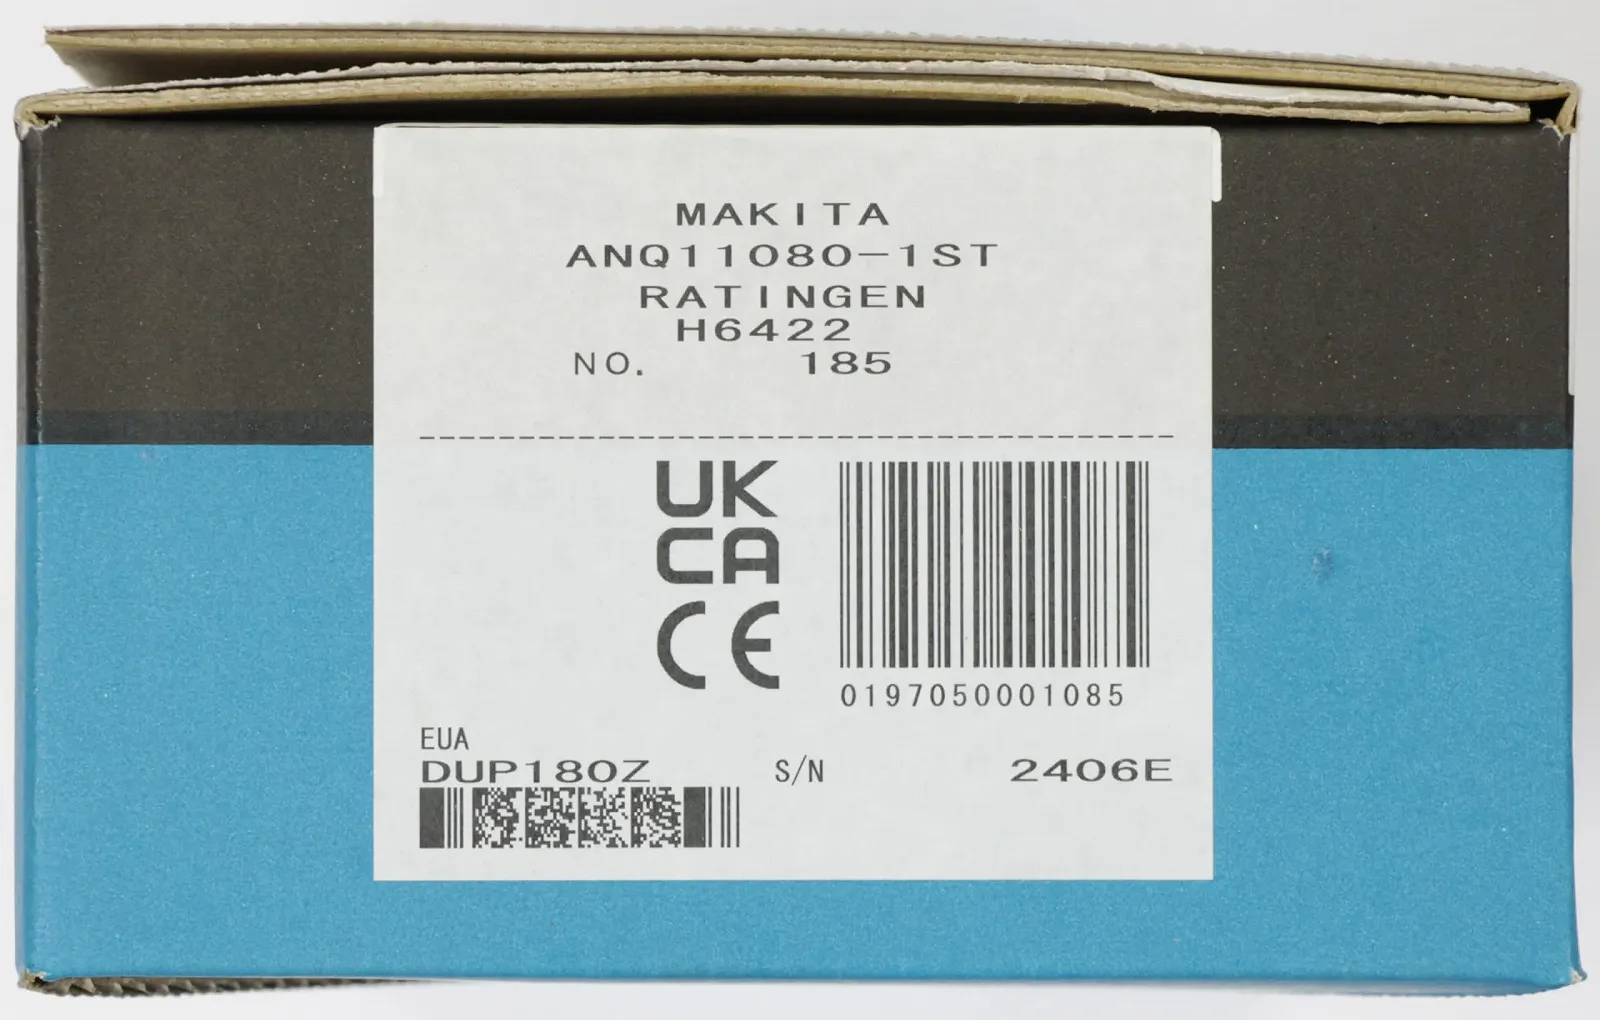 MAKITA
ANQ11080-1ST
RATINGEN
H6422
NO. 185
UK
CA
CE
0197050001085
EUA
DUP180Z S/N 2406E